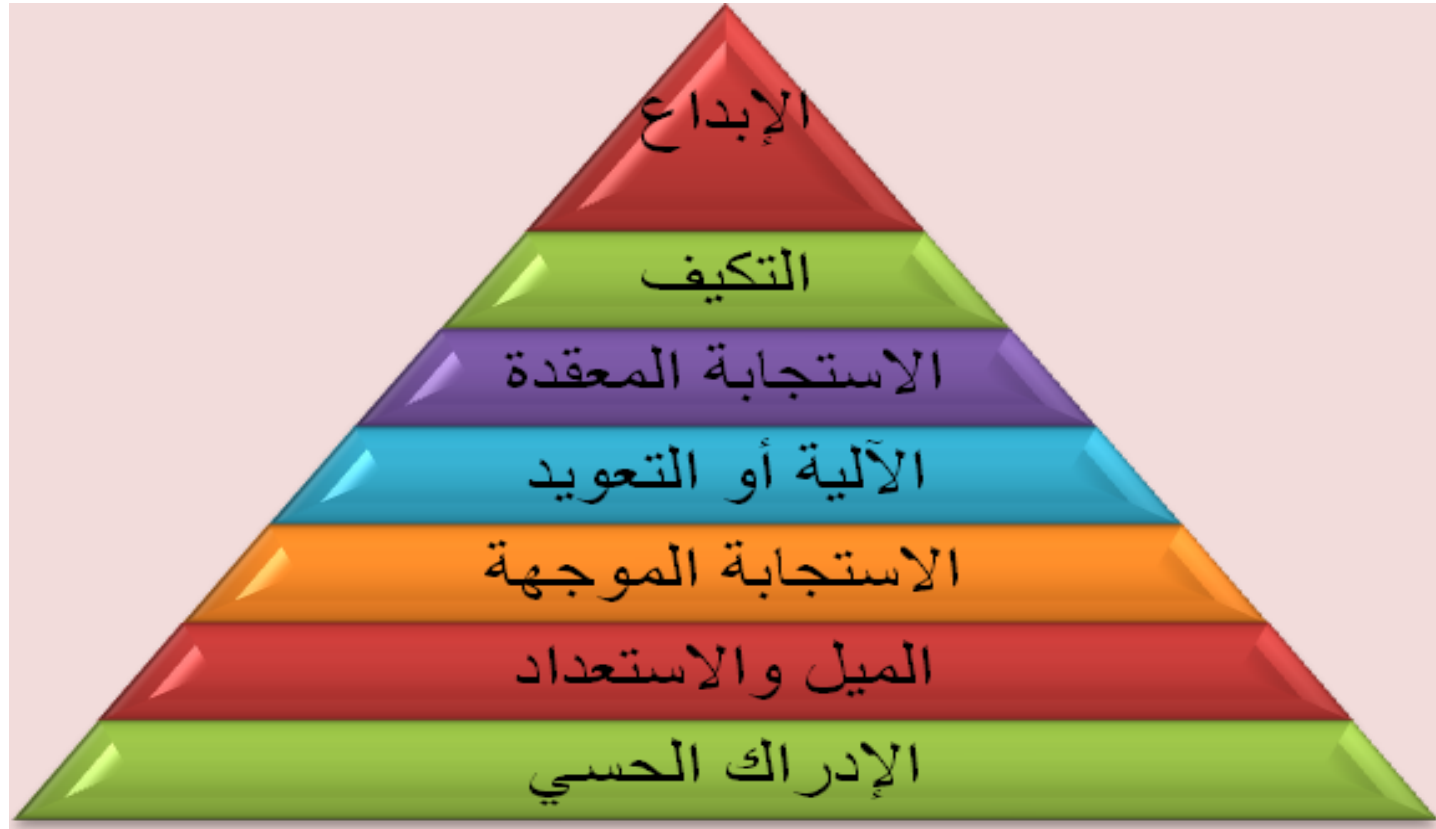 الإبداع
التكيف
الاستجابة المعقدة
الآلية أو التعويد
الاستجابة الموجهة
الميل والاستعداد
الإدراك الحسي